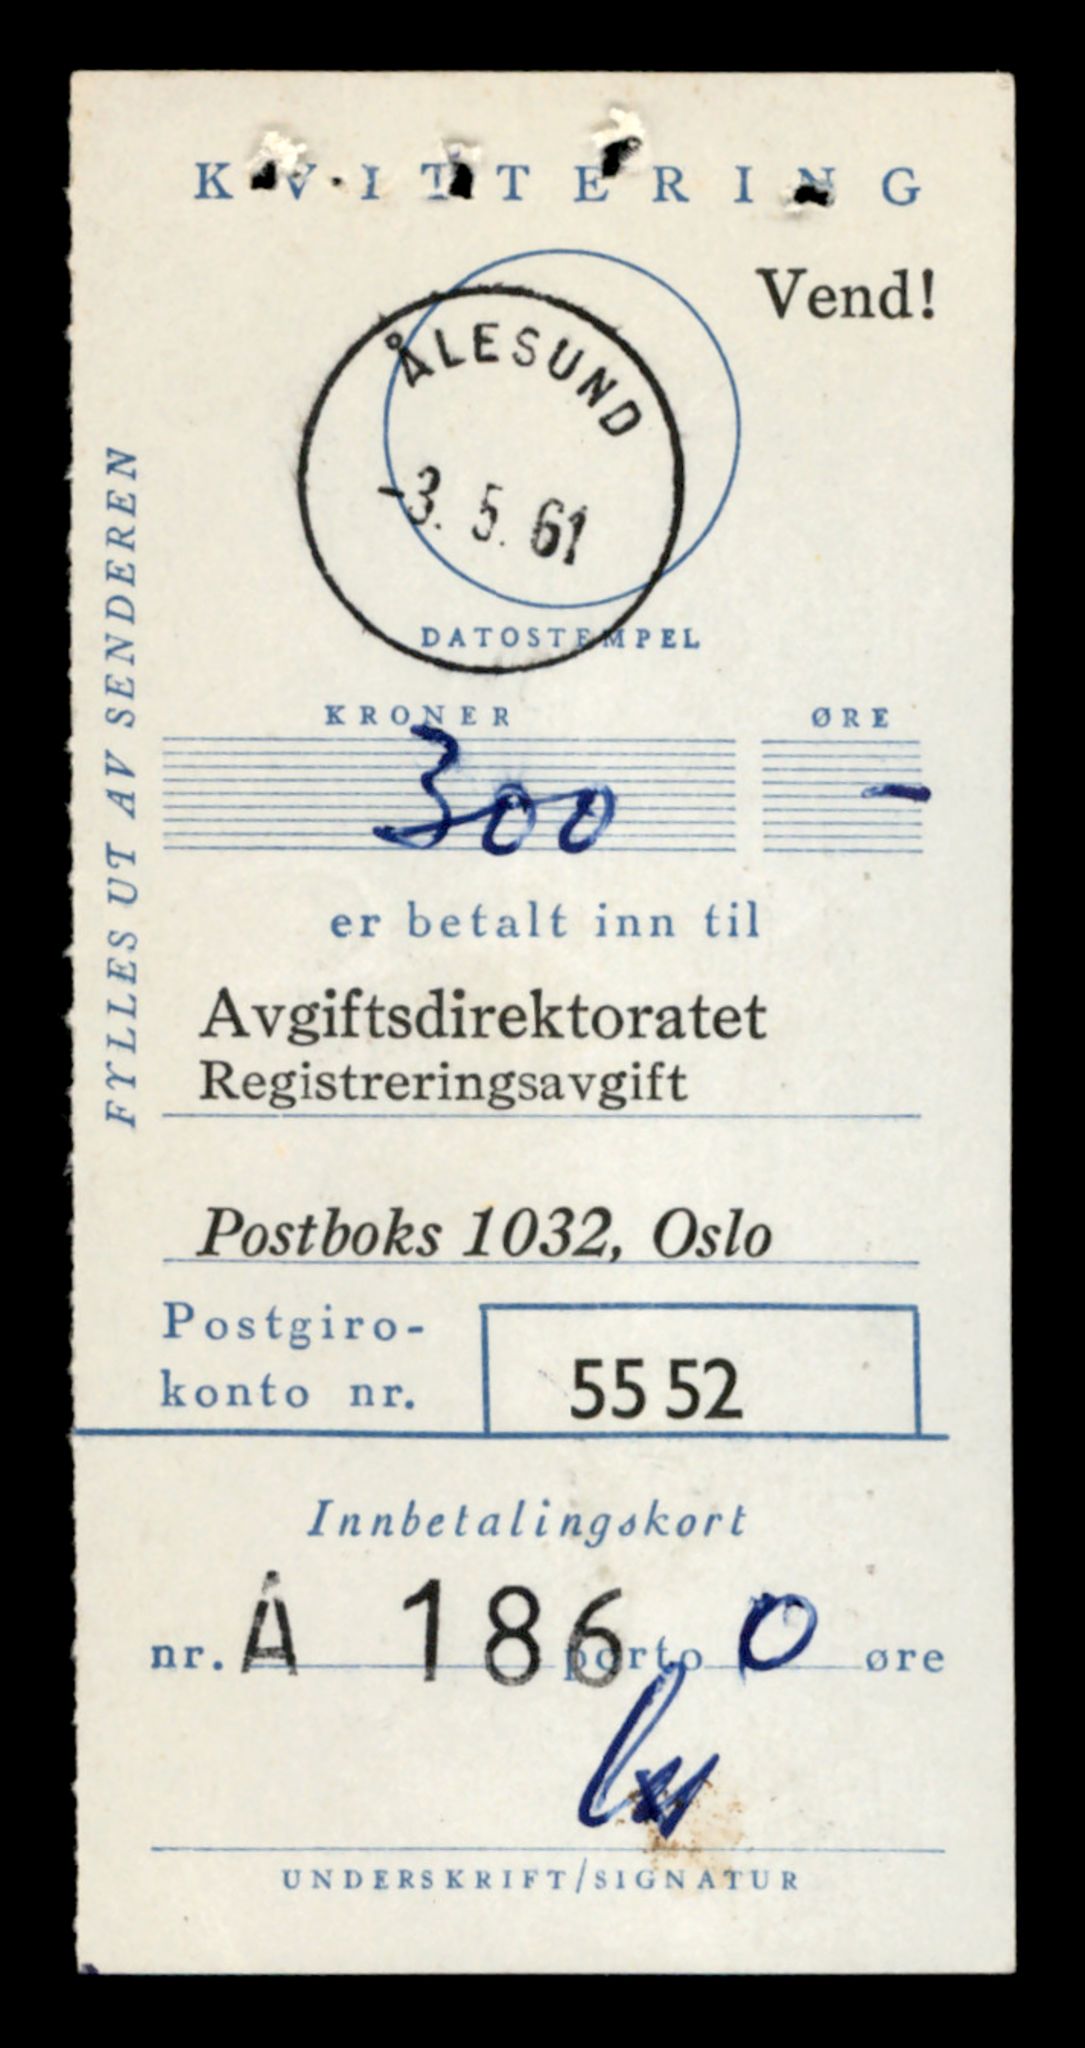 KVITTERING
Vend!
ÅLESUND
-3. 5. 61
DATOSTEMPEL
FYLLES UT AV SENDEREN
KRONER ØRE
300 -
er betalt inn til
Avgiftsdirektoratet
Registreringsavgift
Postboks 1032, Oslo
Postgiro-
konto nr. 55 52
Innbetalingskort
nr. A 186 porto 0 øre
UNDERSKRIFT/SIGNATUR